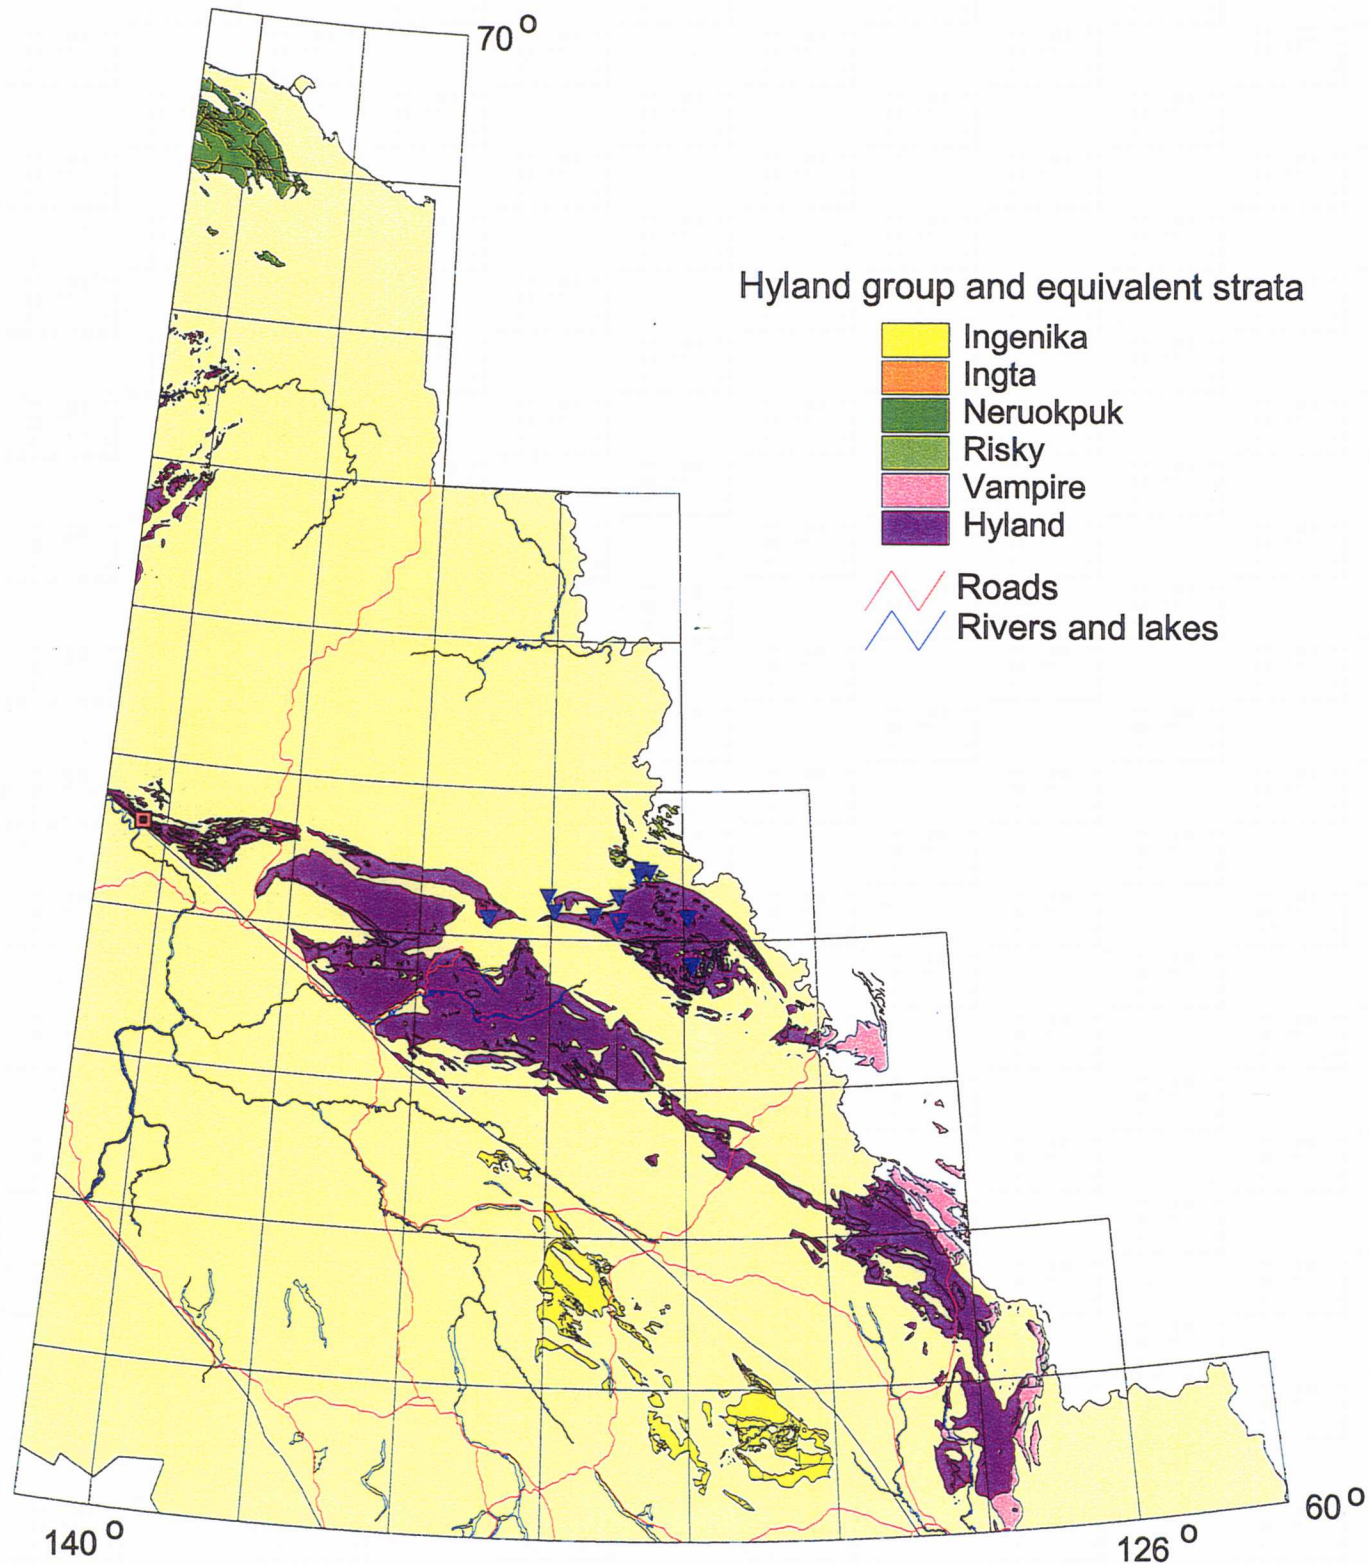 70°
Hyland group and equivalent strata
Ingenika
Ingta
Neruokpuk
Risky
Vampire
Hyland
Roads
Rivers and lakes
60°
140°
126°